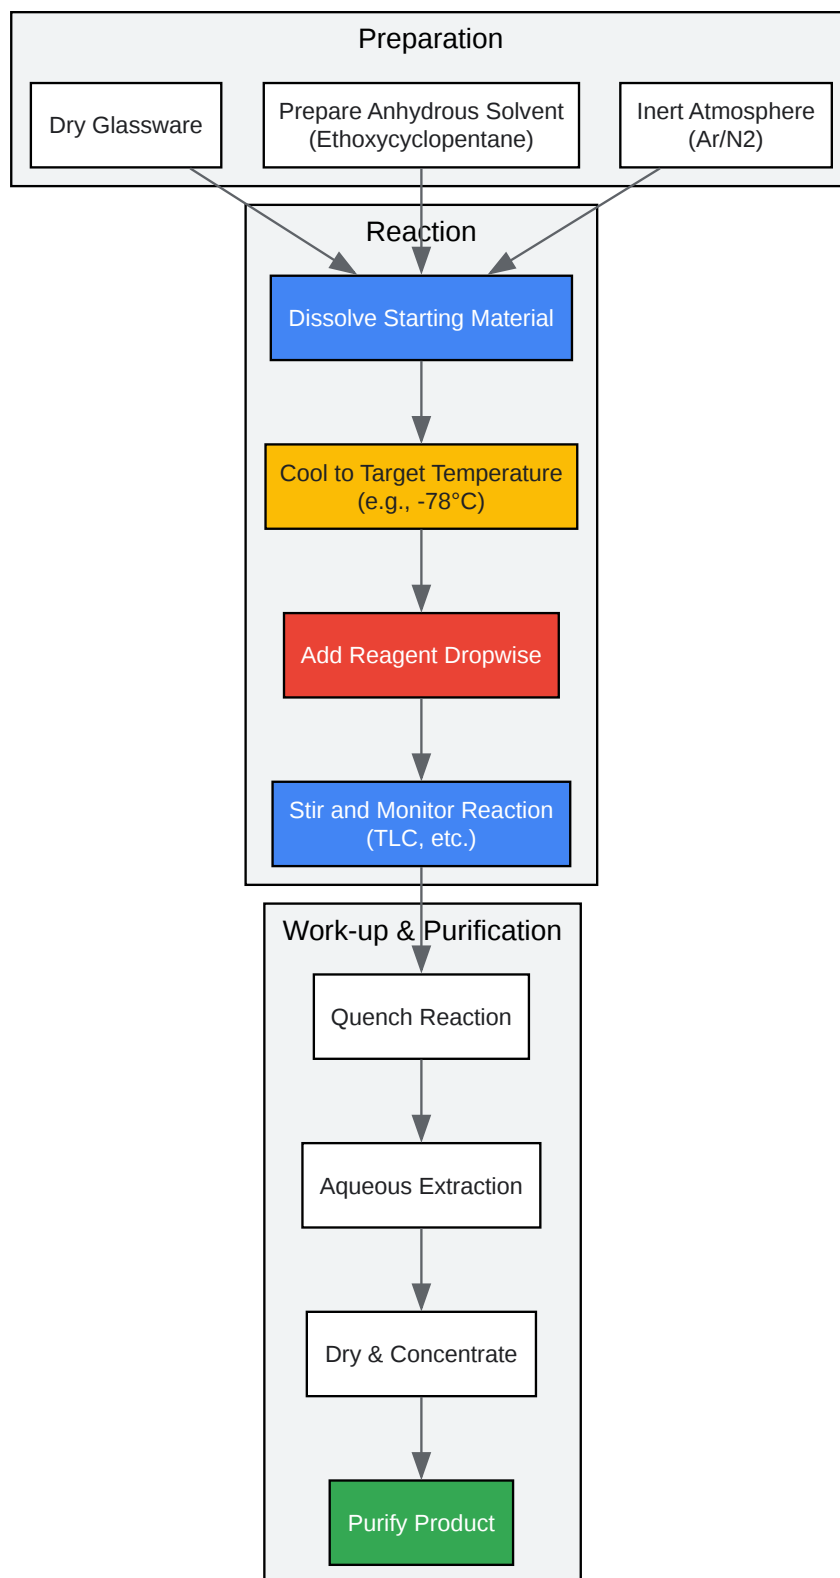 Preparation
Dry Glassware
Prepare Anhydrous Solvent
(Ethoxycyclopentane)
Inert Atmosphere
(Ar/N2)
Reaction
Dissolve Starting Material
Cool to Target Temperature
(e.g., -78°C)
Add Reagent Dropwise
Stir and Monitor Reaction
(TLC, etc.)
Work-up & Purification
Quench Reaction
Aqueous Extraction
Dry & Concentrate
Purify Product